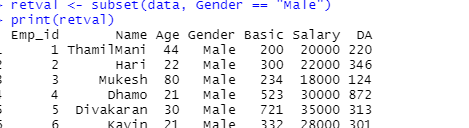 > retval <- subset(data, Gender == "Male")
> print(retval)
Emp_id Name Age Gender Basic Salary DA
1 ThamilMani 44 Male 200 20000 220
2 2 Hari 22 Male 300 22000 346
3 3 Mukesh 80 Male 234 18000 124
4 4 Dhamo 21 Male 523 30000 872
5 5 Divakaran 30 Male 721 35000 313
6 6 Kavin 21 Male 332 28000 301